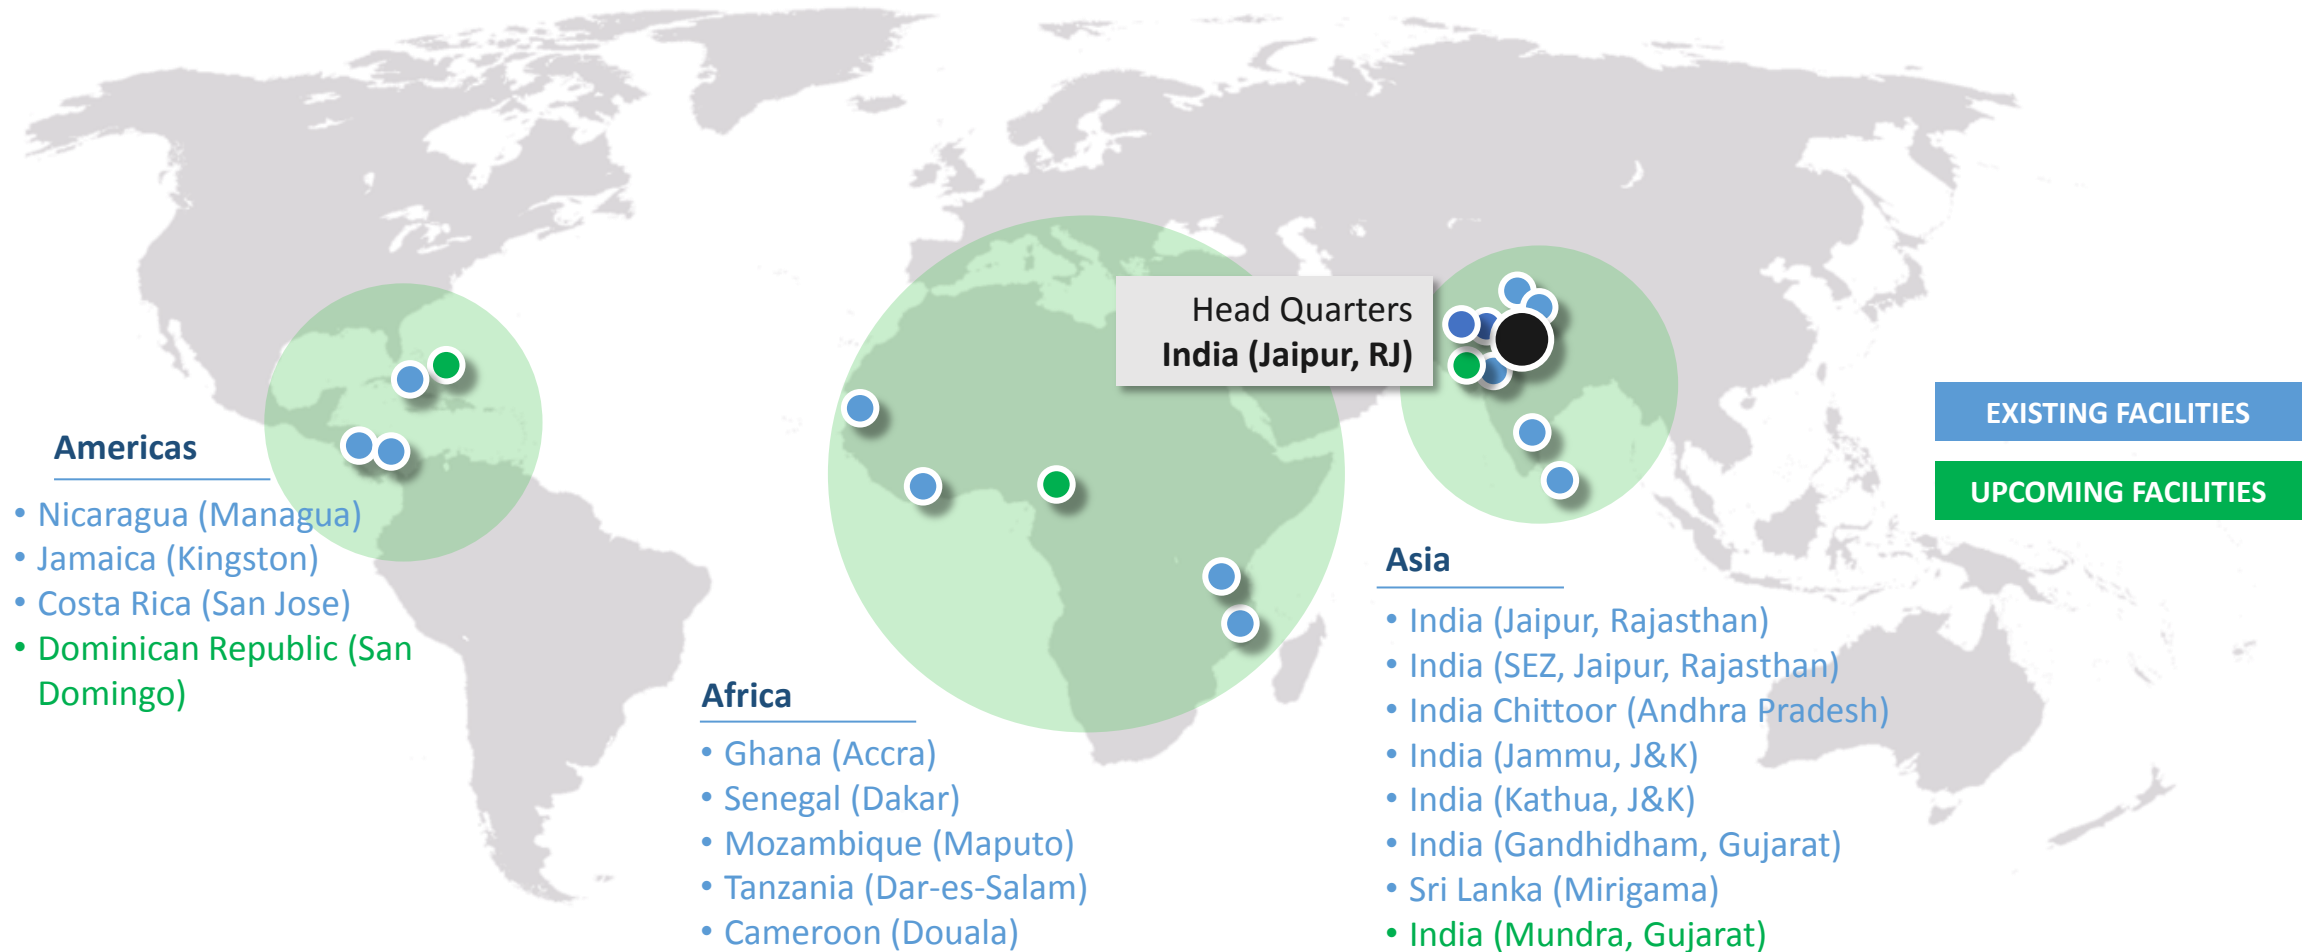 Head Quarters
India (Jaipur, RJ)
EXISTING FACILITIES
UPCOMING FACILITIES
Americas
• Nicaragua (Managua)
• Jamaica (Kingston)
• Costa Rica (San Jose)
• Dominican Republic (San
Domingo)
Africa
• Ghana (Accra)
• Senegal (Dakar)
• Mozambique (Maputo)
• Tanzania (Dar-es-Salam)
• Cameroon (Douala)
Asia
• India (Jaipur, Rajasthan)
• India (SEZ, Jaipur, Rajasthan)
• India Chittoor (Andhra Pradesh)
• India (Jammu, J&K)
• India (Kathua, J&K)
• India (Gandhidham, Gujarat)
• Sri Lanka (Mirigama)
• India (Mundra, Gujarat)